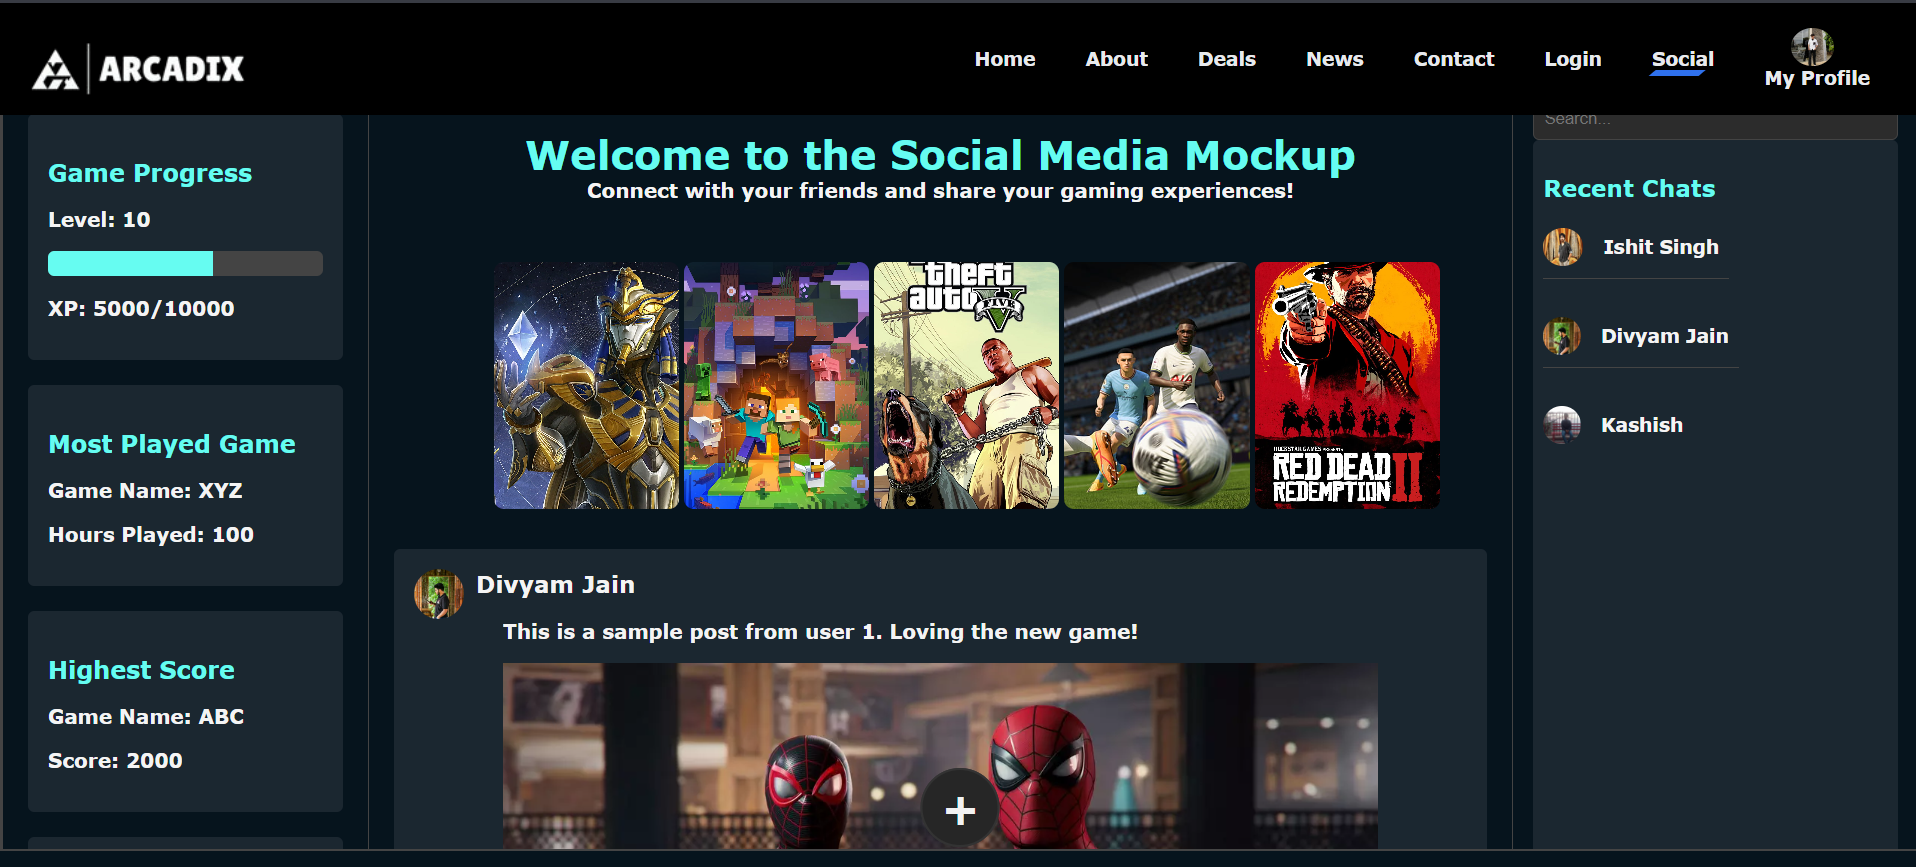 ARCADIX
Home
About
Deals
News
Contact
Login
Social
My Profile
Game Progress
Level: 10
XP: 5000/10000
Most Played Game
Game Name: XYZ
Hours Played: 100
Highest Score
Game Name: ABC
Score: 2000
Welcome to the Social Media Mockup
Connect with your friends and share your gaming experiences!
theft
auto V
FIVE
AIA
ROCKSTAR GAMES PRESENTS
RED DEAD
REDEMPTION II
Divyam Jain
This is a sample post from user 1. Loving the new game!
+
Search...
Recent Chats
Ishit Singh
Divyam Jain
Kashish